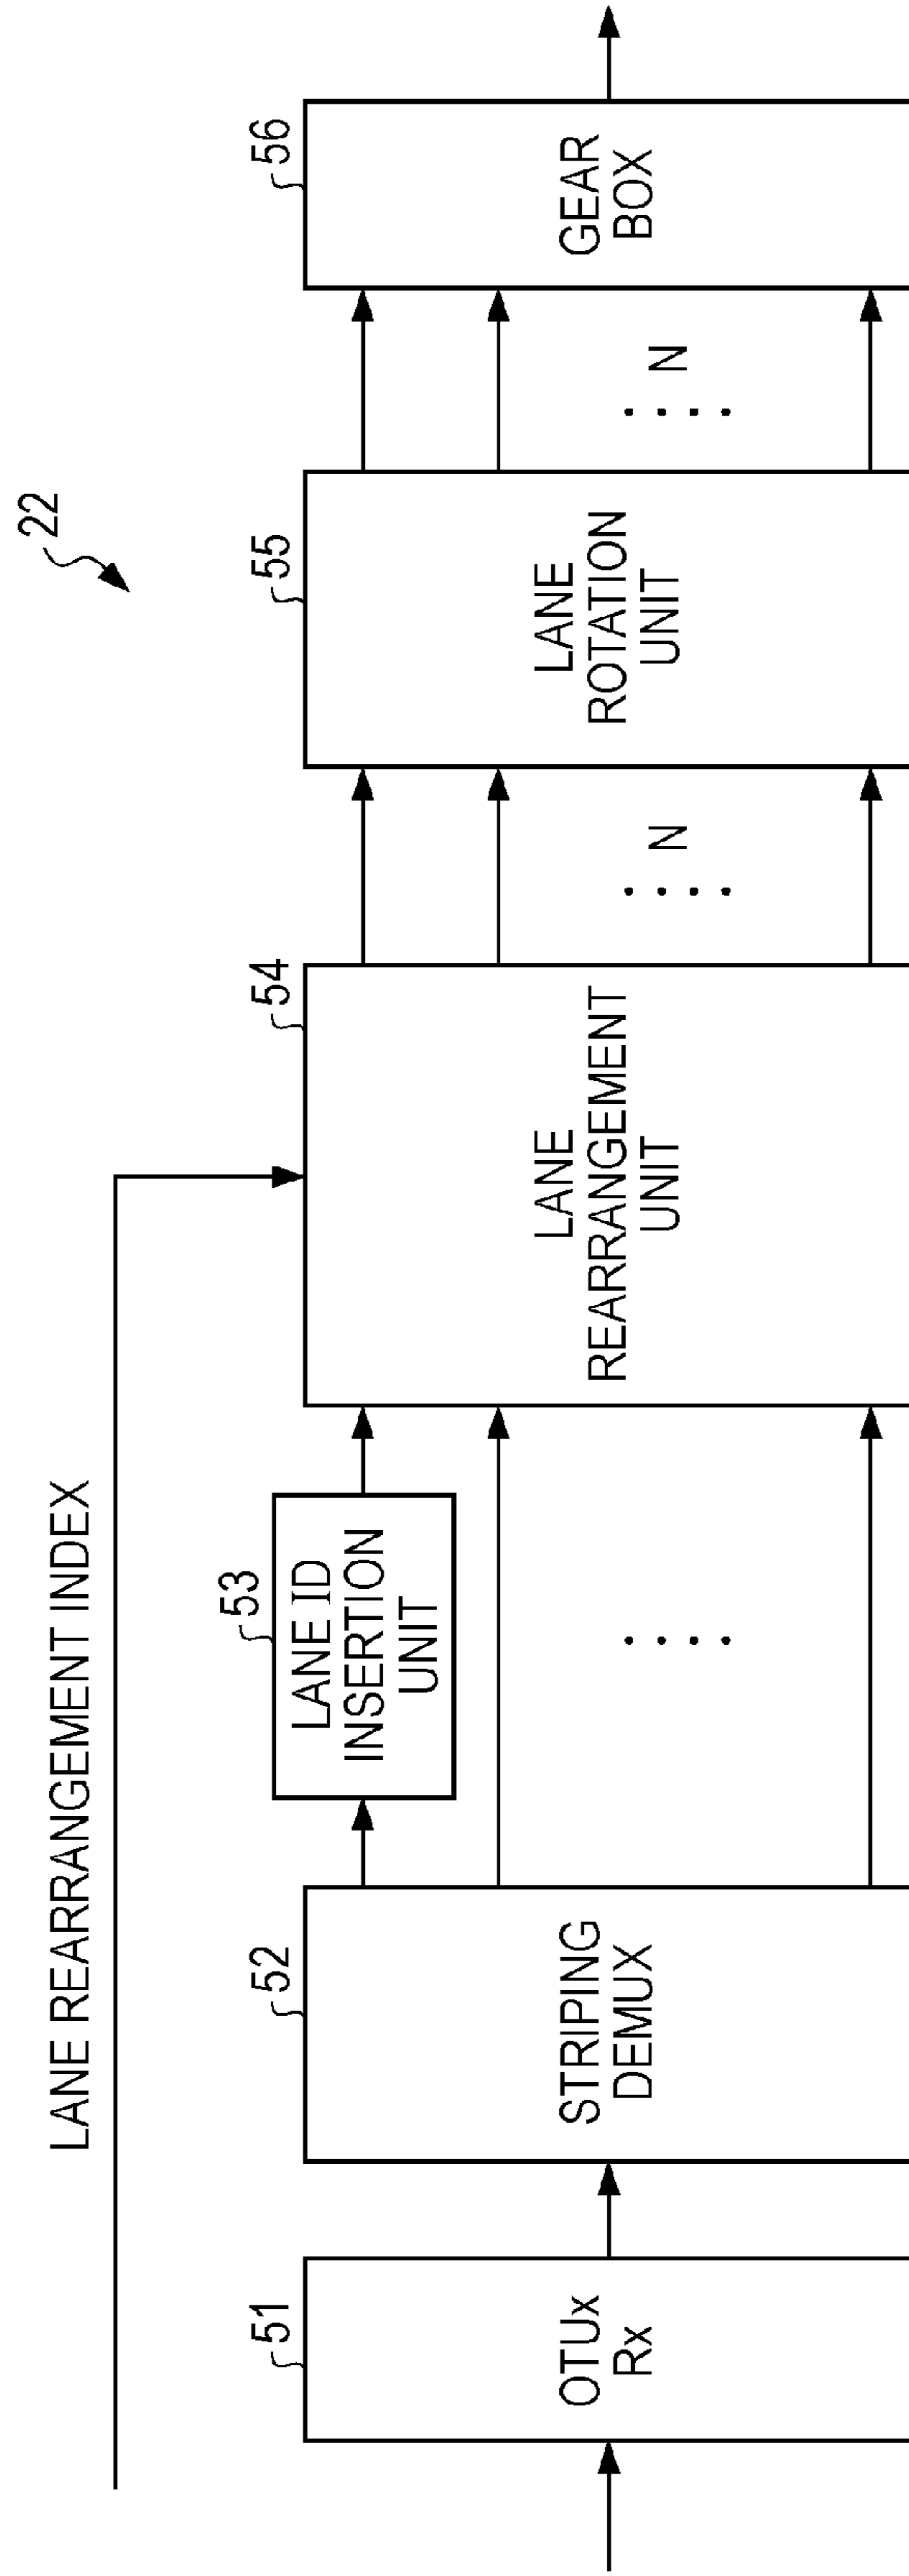 22
LANE REARRANGEMENT INDEX
51
OTUx
Rx
52
STRIPING
DEMUX
53
LANE ID
INSERTION
UNIT
. . . .
54
LANE
REARRANGEMENT
UNIT
. . . . N
55
LANE
ROTATION
UNIT
. . . . N
56
GEAR
BOX